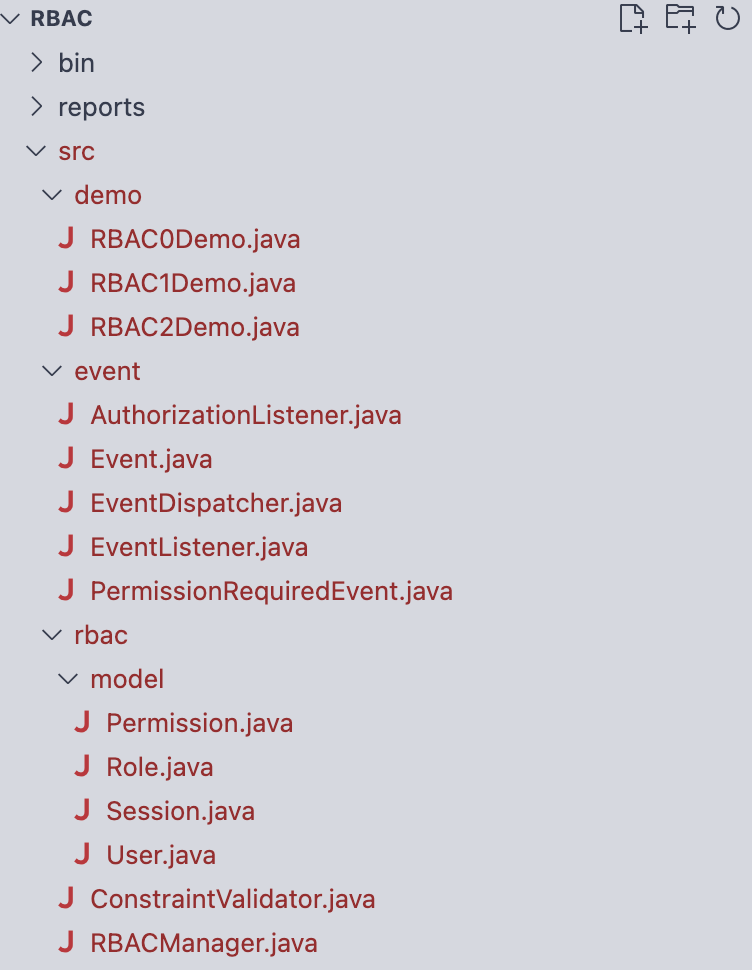 RBAC
bin
reports
src
demo
RBAC0Demo.java
RBAC1Demo.java
RBAC2Demo.java
event
AuthorizationListener.java
Event.java
EventDispatcher.java
EventListener.java
PermissionRequiredEvent.java
rbac
model
Permission.java
Role.java
Session.java
User.java
ConstraintValidator.java
RBACManager.java